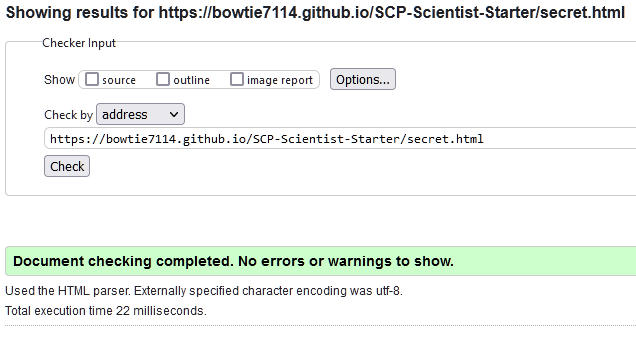 Showing results for https://bowtie7114.github.io/SCP-Scientist-Starter/secret.html
Checker Input
Show source outline image report Options...
Check by address
https://bowtie7114.github.io/SCP-Scientist-Starter/secret.html
Check
Document checking completed. No errors or warnings to show.
Used the HTML parser. Externally specified character encoding was utf-8.
Total execution time 22 milliseconds.